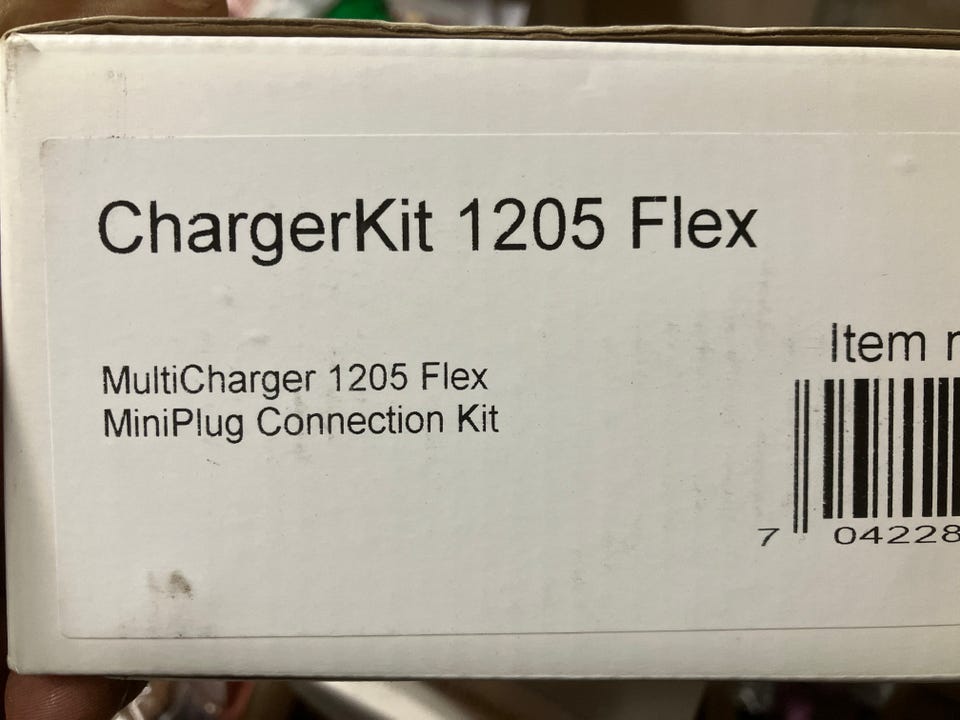 ChargerKit 1205 Flex
MultiCharger 1205 Flex
MiniPlug Connection Kit
Item
7 04228